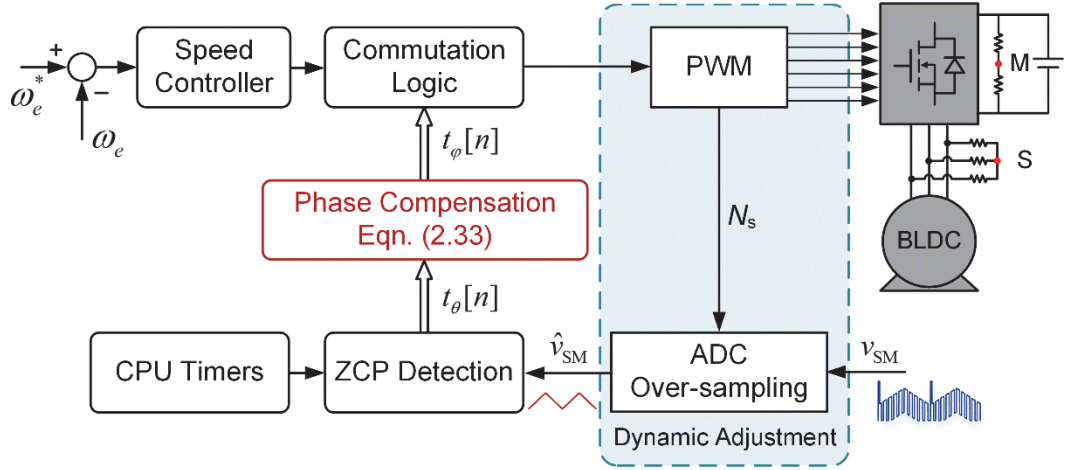 +
−
ω*e
ωe
Speed
Controller
Commutation
Logic
PWM
M
S
BLDC
tφ[n]
Phase Compensation
Eqn. (2.33)
tθ[n]
Ns
CPU Timers
ZCP Detection
v̂SM
ADC
Over-sampling
vSM
Dynamic Adjustment